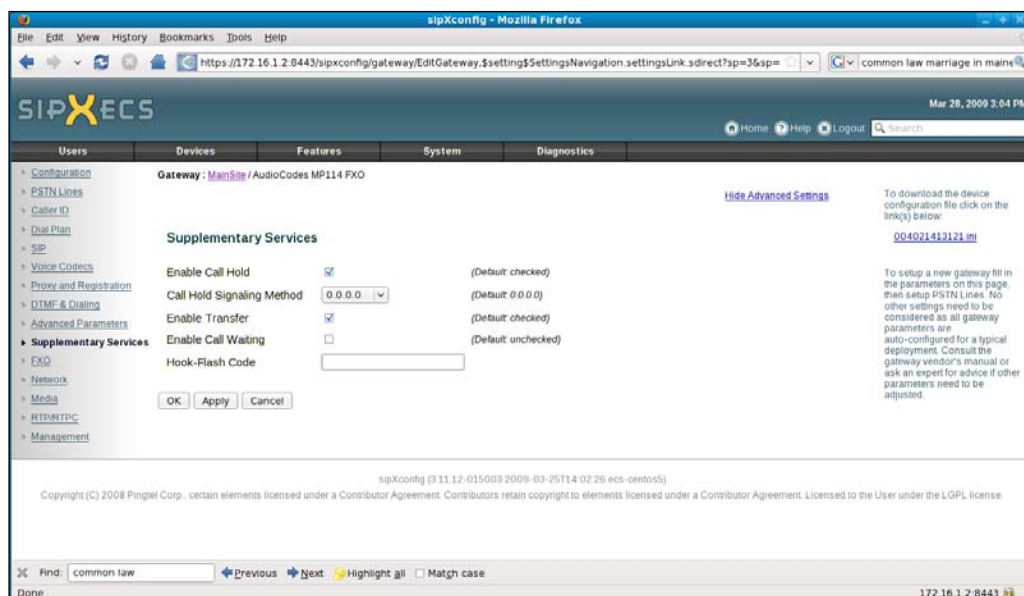 sipXconfig - Mozilla Firefox
File Edit View History Bookmarks Tools Help
https://172.16.1.2:8443/sipxconfig/gateway/EditGateway,$setting$SettingsNavigation.settingsLink.sdirect?sp=3&sp=
common law marriage in maine
SIPXECS
Mar 28, 2009 3:04 PM
Home Help Logout Search
Users Devices Features System Diagnostics
Configuration
PSTN Lines
Caller ID
Dial Plan
SIP
Voice Codecs
Proxy and Registration
DTMF & Dialing
Advanced Parameters
Supplementary Services
FXO
Network
Media
RTP/RTPC
Management
Gateway : MainSite / AudioCodes MP114 FXO
Hide Advanced Settings
Supplementary Services
Enable Call Hold (Default: checked)
Call Hold Signaling Method 0.0.0.0 (Default: 0.0.0.0)
Enable Transfer (Default: checked)
Enable Call Waiting (Default: unchecked)
Hook-Flash Code
OK Apply Cancel
To download the device
configuration file click on the
link(s) below:
004021413121.ini
To setup a new gateway fill in
the parameters on this page,
then setup PSTN Lines. No
other settings need to be
considered as all gateway
parameters are
auto-configured for a typical
deployment. Consult the
gateway vendor's manual or
ask an expert for advice if other
parameters need to be
adjusted.
sipXconfig (3.11.12-015003 2009-03-25T14:02:26 ecs-centos5)
Copyright (C) 2008 Pingtel Corp., certain elements licensed under a Contributor Agreement. Contributors retain copyright to elements licensed under a Contributor Agreement. Licensed to the User under the LGPL license.
Find: common law Previous Next Highlight all Match case
Done
172.16.1.2:8443